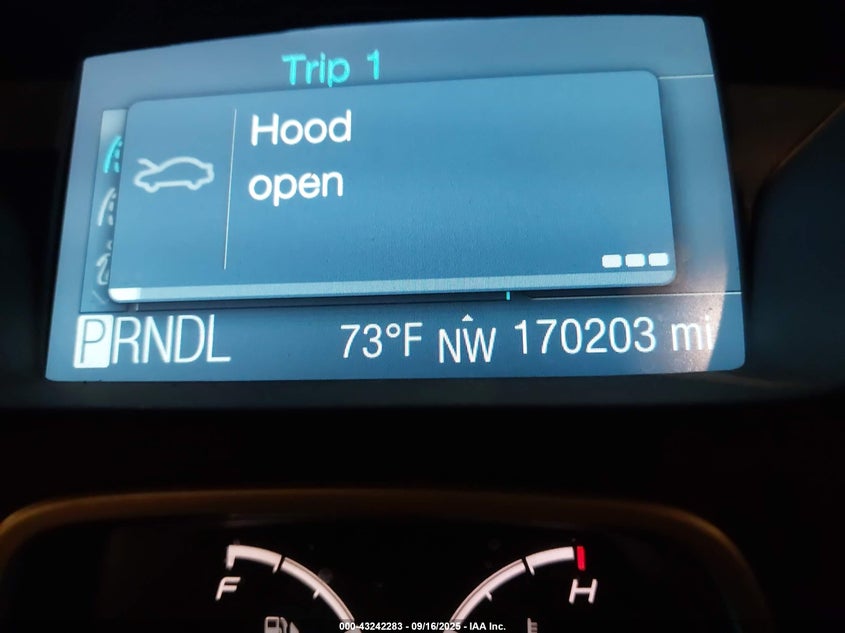 Trip 1
Hood
open
PRNDL 73°F NW 170203 mi
F H
000-43242283 - 09/16/2025 - IAA Inc.